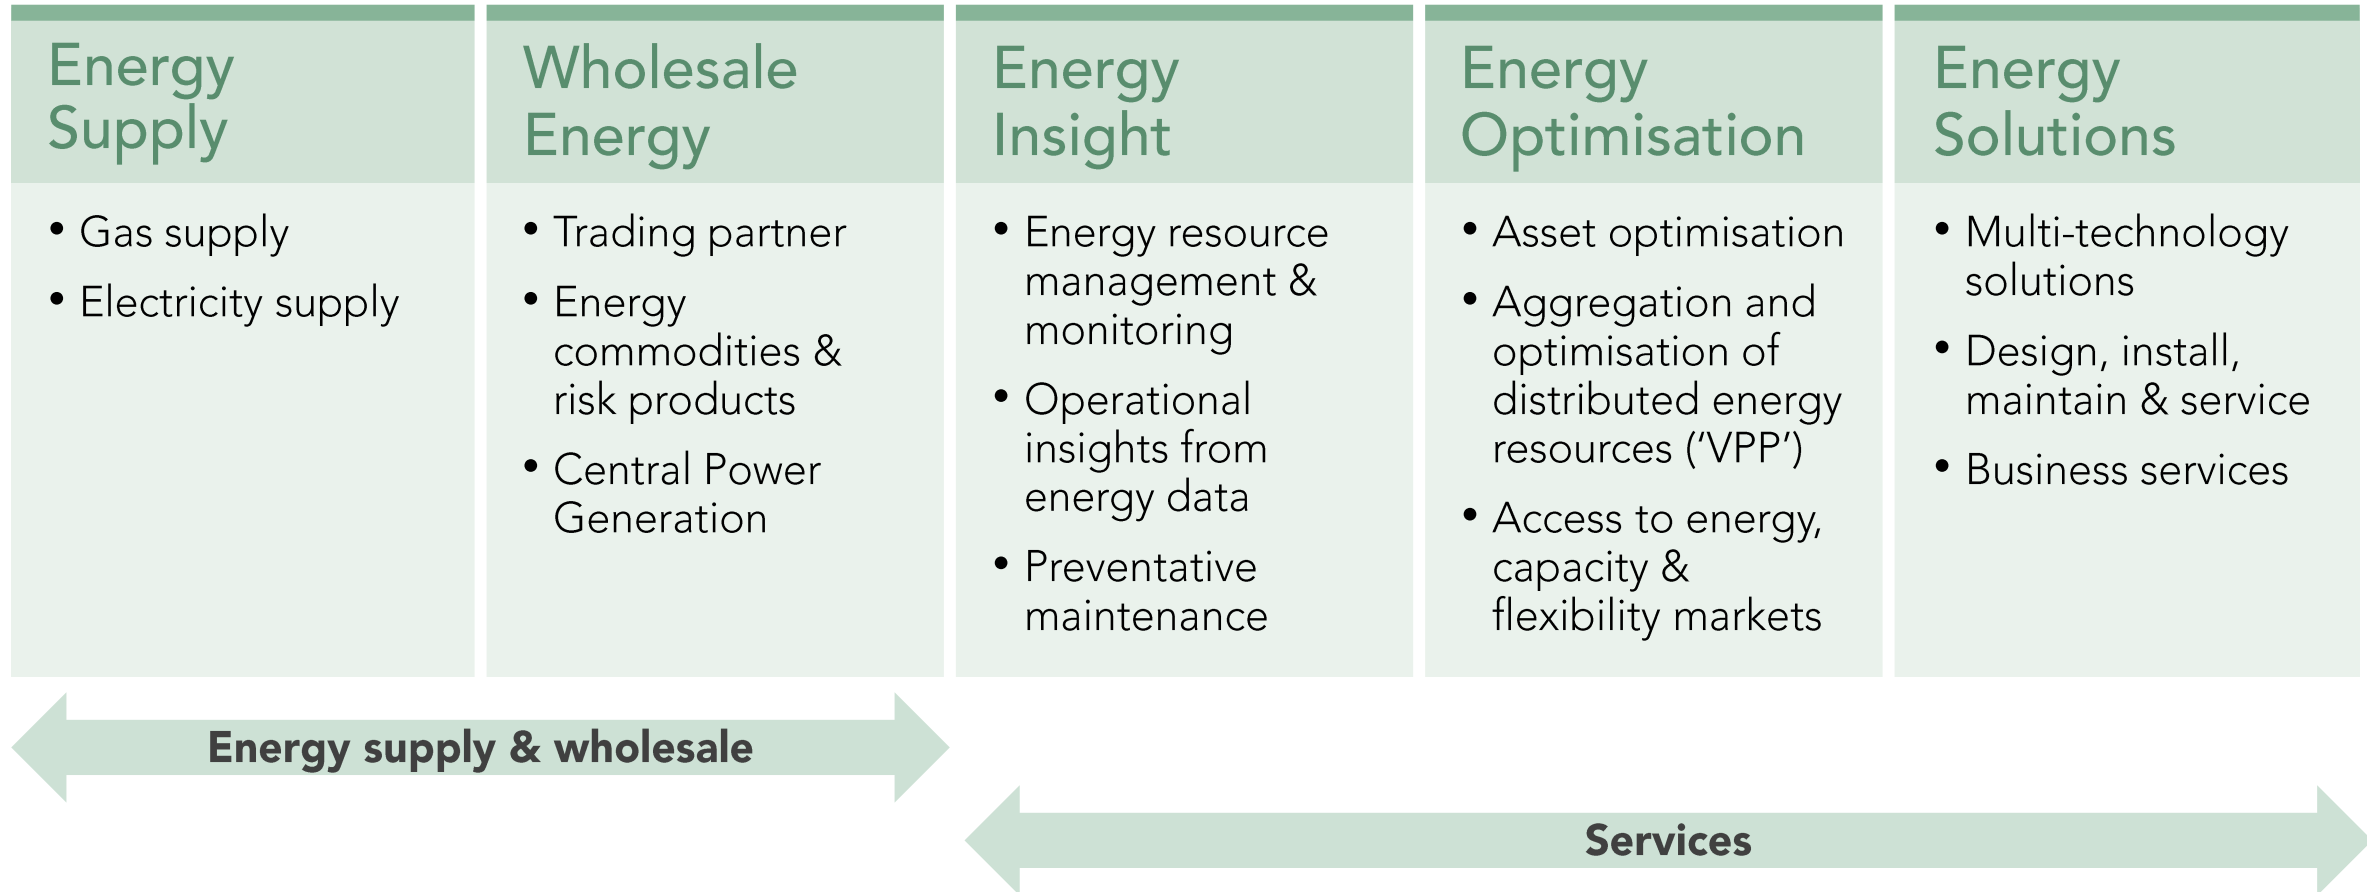 Energy
Supply
• Gas supply
• Electricity supply
Wholesale
Energy
• Trading partner
• Energy
commodities &
risk products
• Central Power
Generation
Energy
Insight
• Energy resource
management &
monitoring
• Operational
insights from
energy data
• Preventative
maintenance
Energy
Optimisation
• Asset optimisation
• Aggregation and
optimisation of
distributed energy
resources (‘VPP’)
• Access to energy,
capacity &
flexibility markets
Energy
Solutions
• Multi-technology
solutions
• Design, install,
maintain & service
• Business services
Energy supply & wholesale
Services